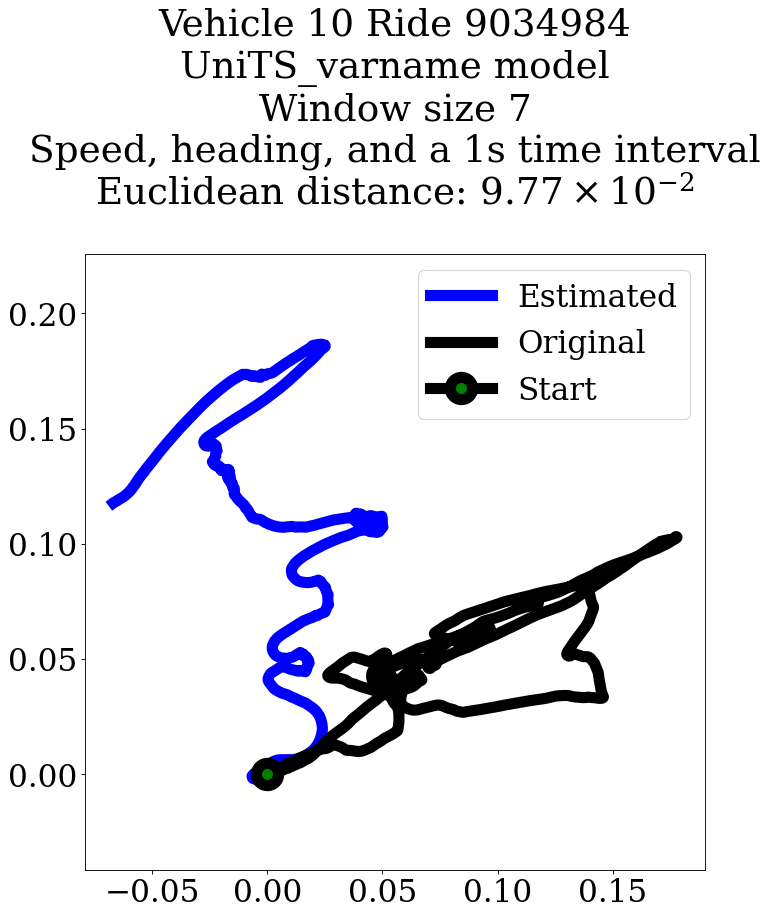 Vehicle 10 Ride 9034984
UniTS_varname model
Window size 7
Speed, heading, and a 1s time interval
Euclidean distance: 9.77 × 10⁻²
Estimated
Original
Start
0.20
0.15
0.10
0.05
0.00
−0.05 0.00 0.05 0.10 0.15